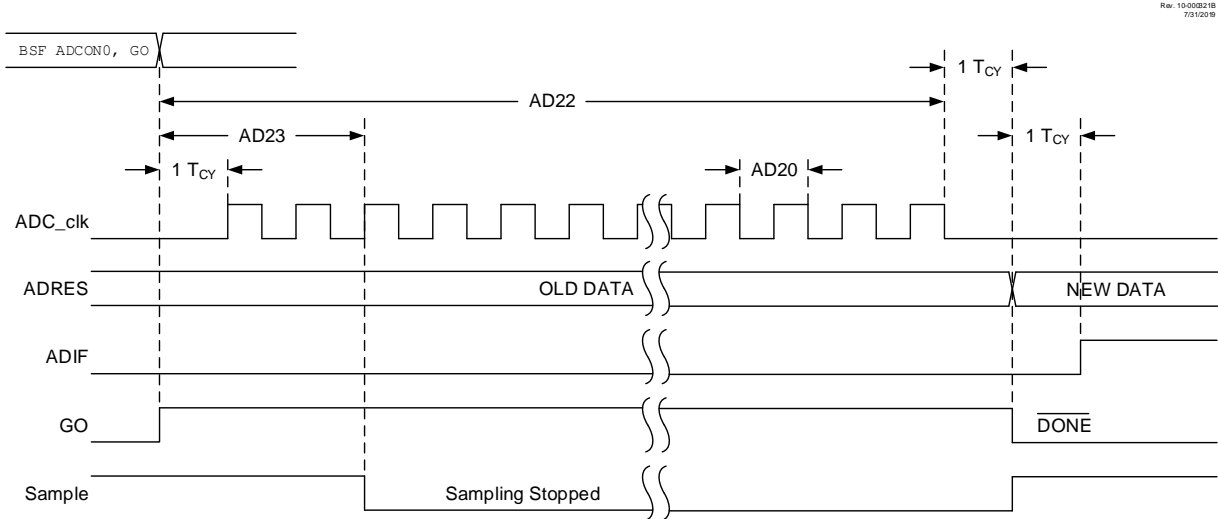 Rev. 10-000321B
7/31/2019
BSF ADCON0, GO
1 TCY
AD22
AD23
1 TCY
1 TCY
AD20
ADC_clk
ADRES
OLD DATA
NEW DATA
ADIF
GO
DONE
Sample
Sampling Stopped